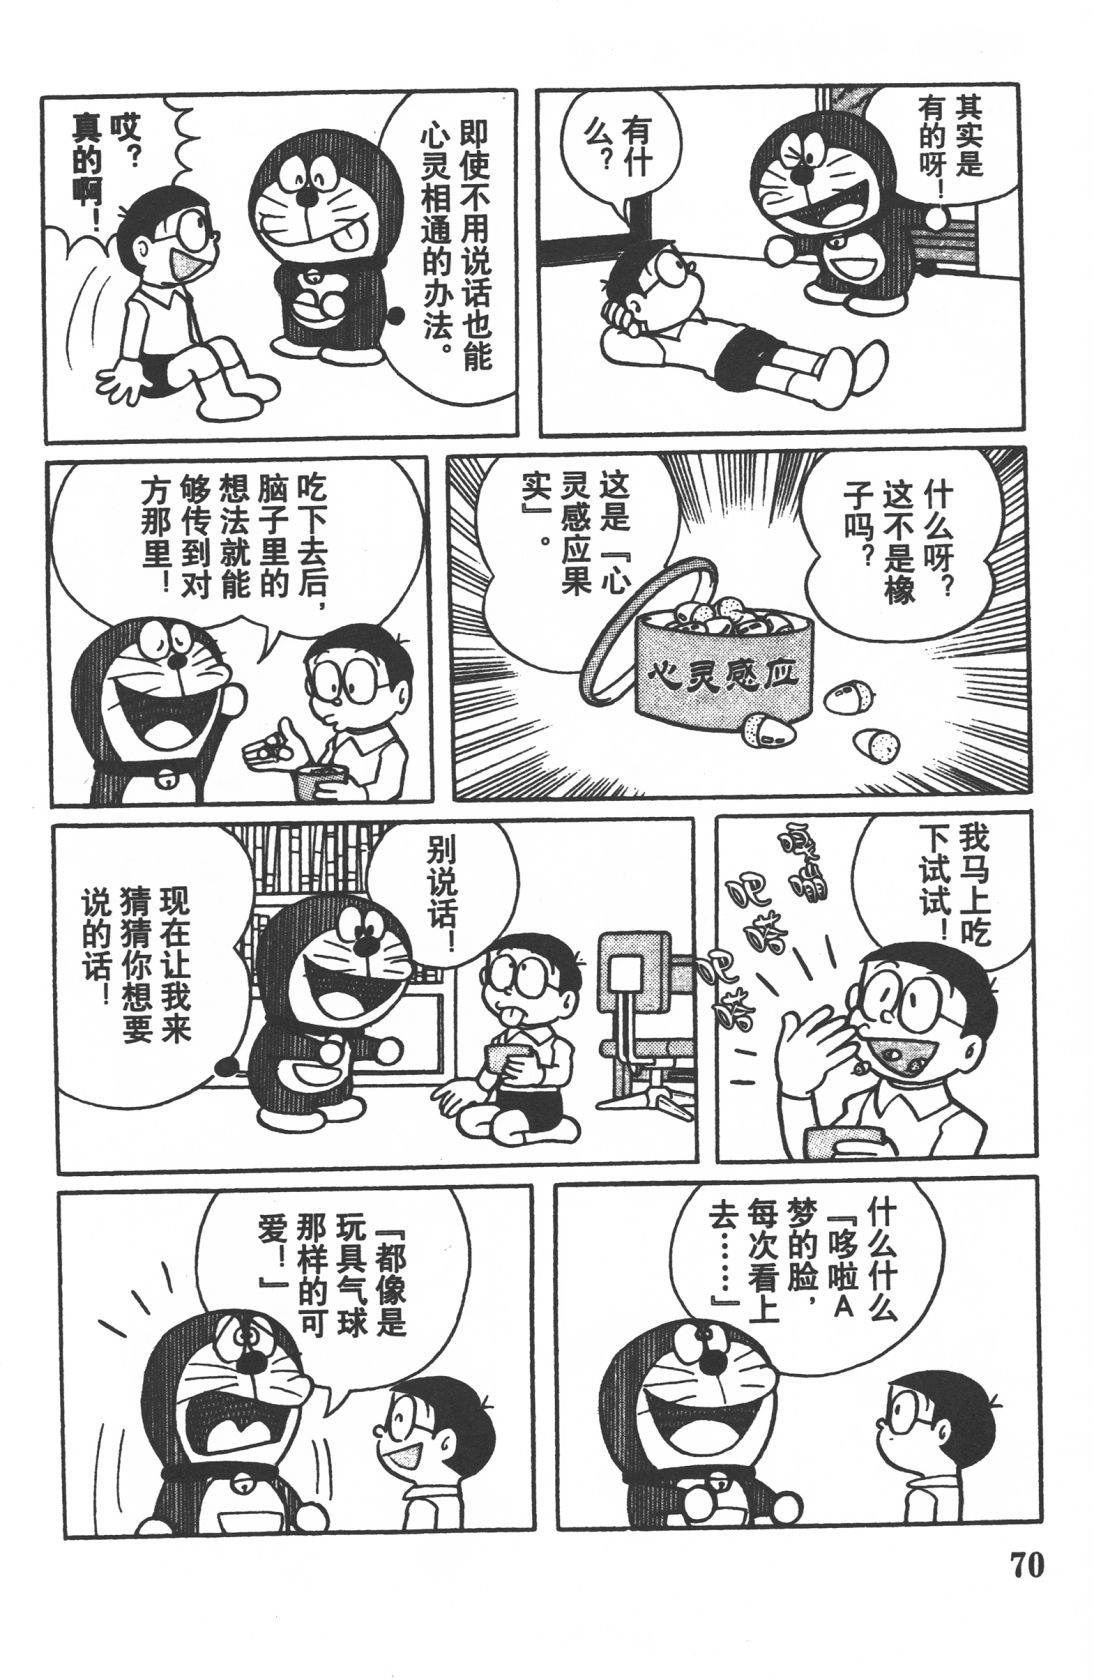 其实是
有的呀！
有什
么？
即使不用说话也能
心灵相通的办法。
哎？
真的啊！
什么呀？
这不是橡
子吗？
这是『心
灵感应果
实』。
心灵感应
吃下去后，
脑子里的
想法就能
够传到对
方那里！
我马上吃
下试试！
嘎嘣
吧嗒
吧嗒
别说话！
现在让我来
猜猜你想要
说的话！
什么什么
『哆啦A
梦的脸，
每次看上
去……』
『都像是
玩具气球
那样的可
爱！』
70